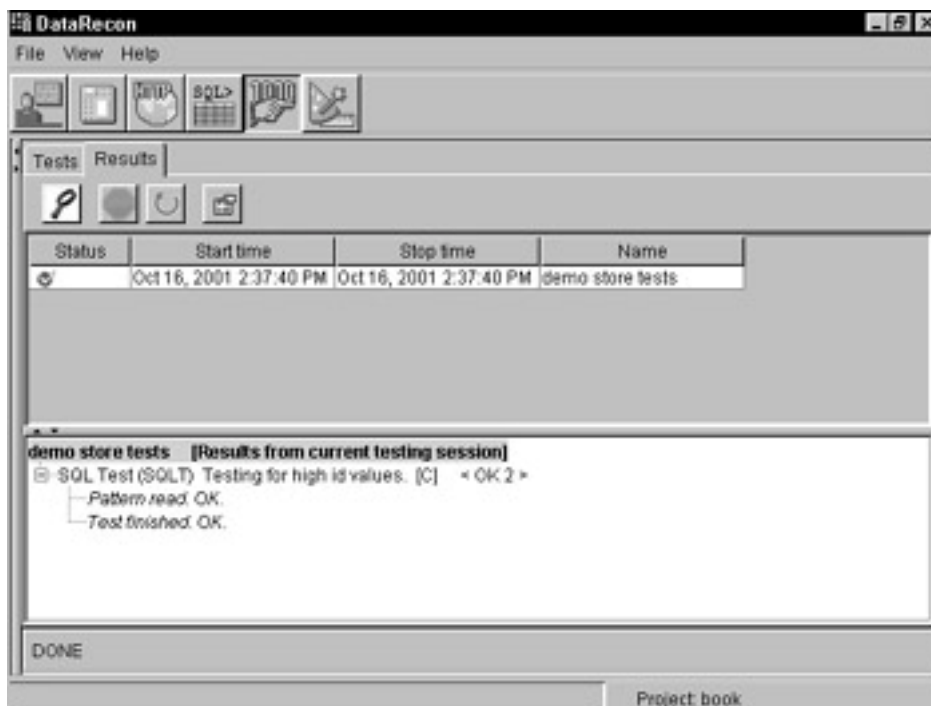 DataRecon
File View Help
SQL>
Tests Results
Status Start time Stop time Name
Oct 16, 2001 2:37:40 PM Oct 16, 2001 2:37:40 PM demo store tests
demo store tests [Results from current testing session]
SQL Test (SQLT) Testing for high id values. [C] < OK 2 >
Pattern read. OK.
Test finished. OK.
DONE
Project: book